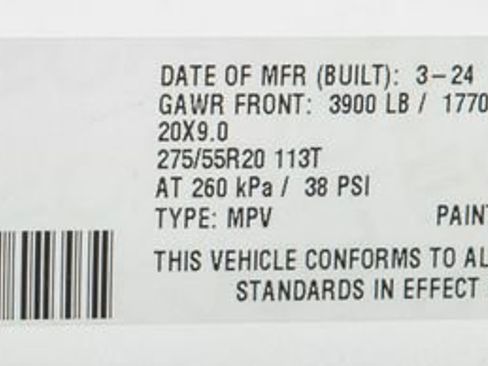 DATE OF MFR (BUILT): 3-24
GAWR FRONT: 3900 LB / 1770
20X9.0
275/55R20 113T
AT 260 kPa / 38 PSI
TYPE: MPV PAINT
THIS VEHICLE CONFORMS TO AL
STANDARDS IN EFFECT